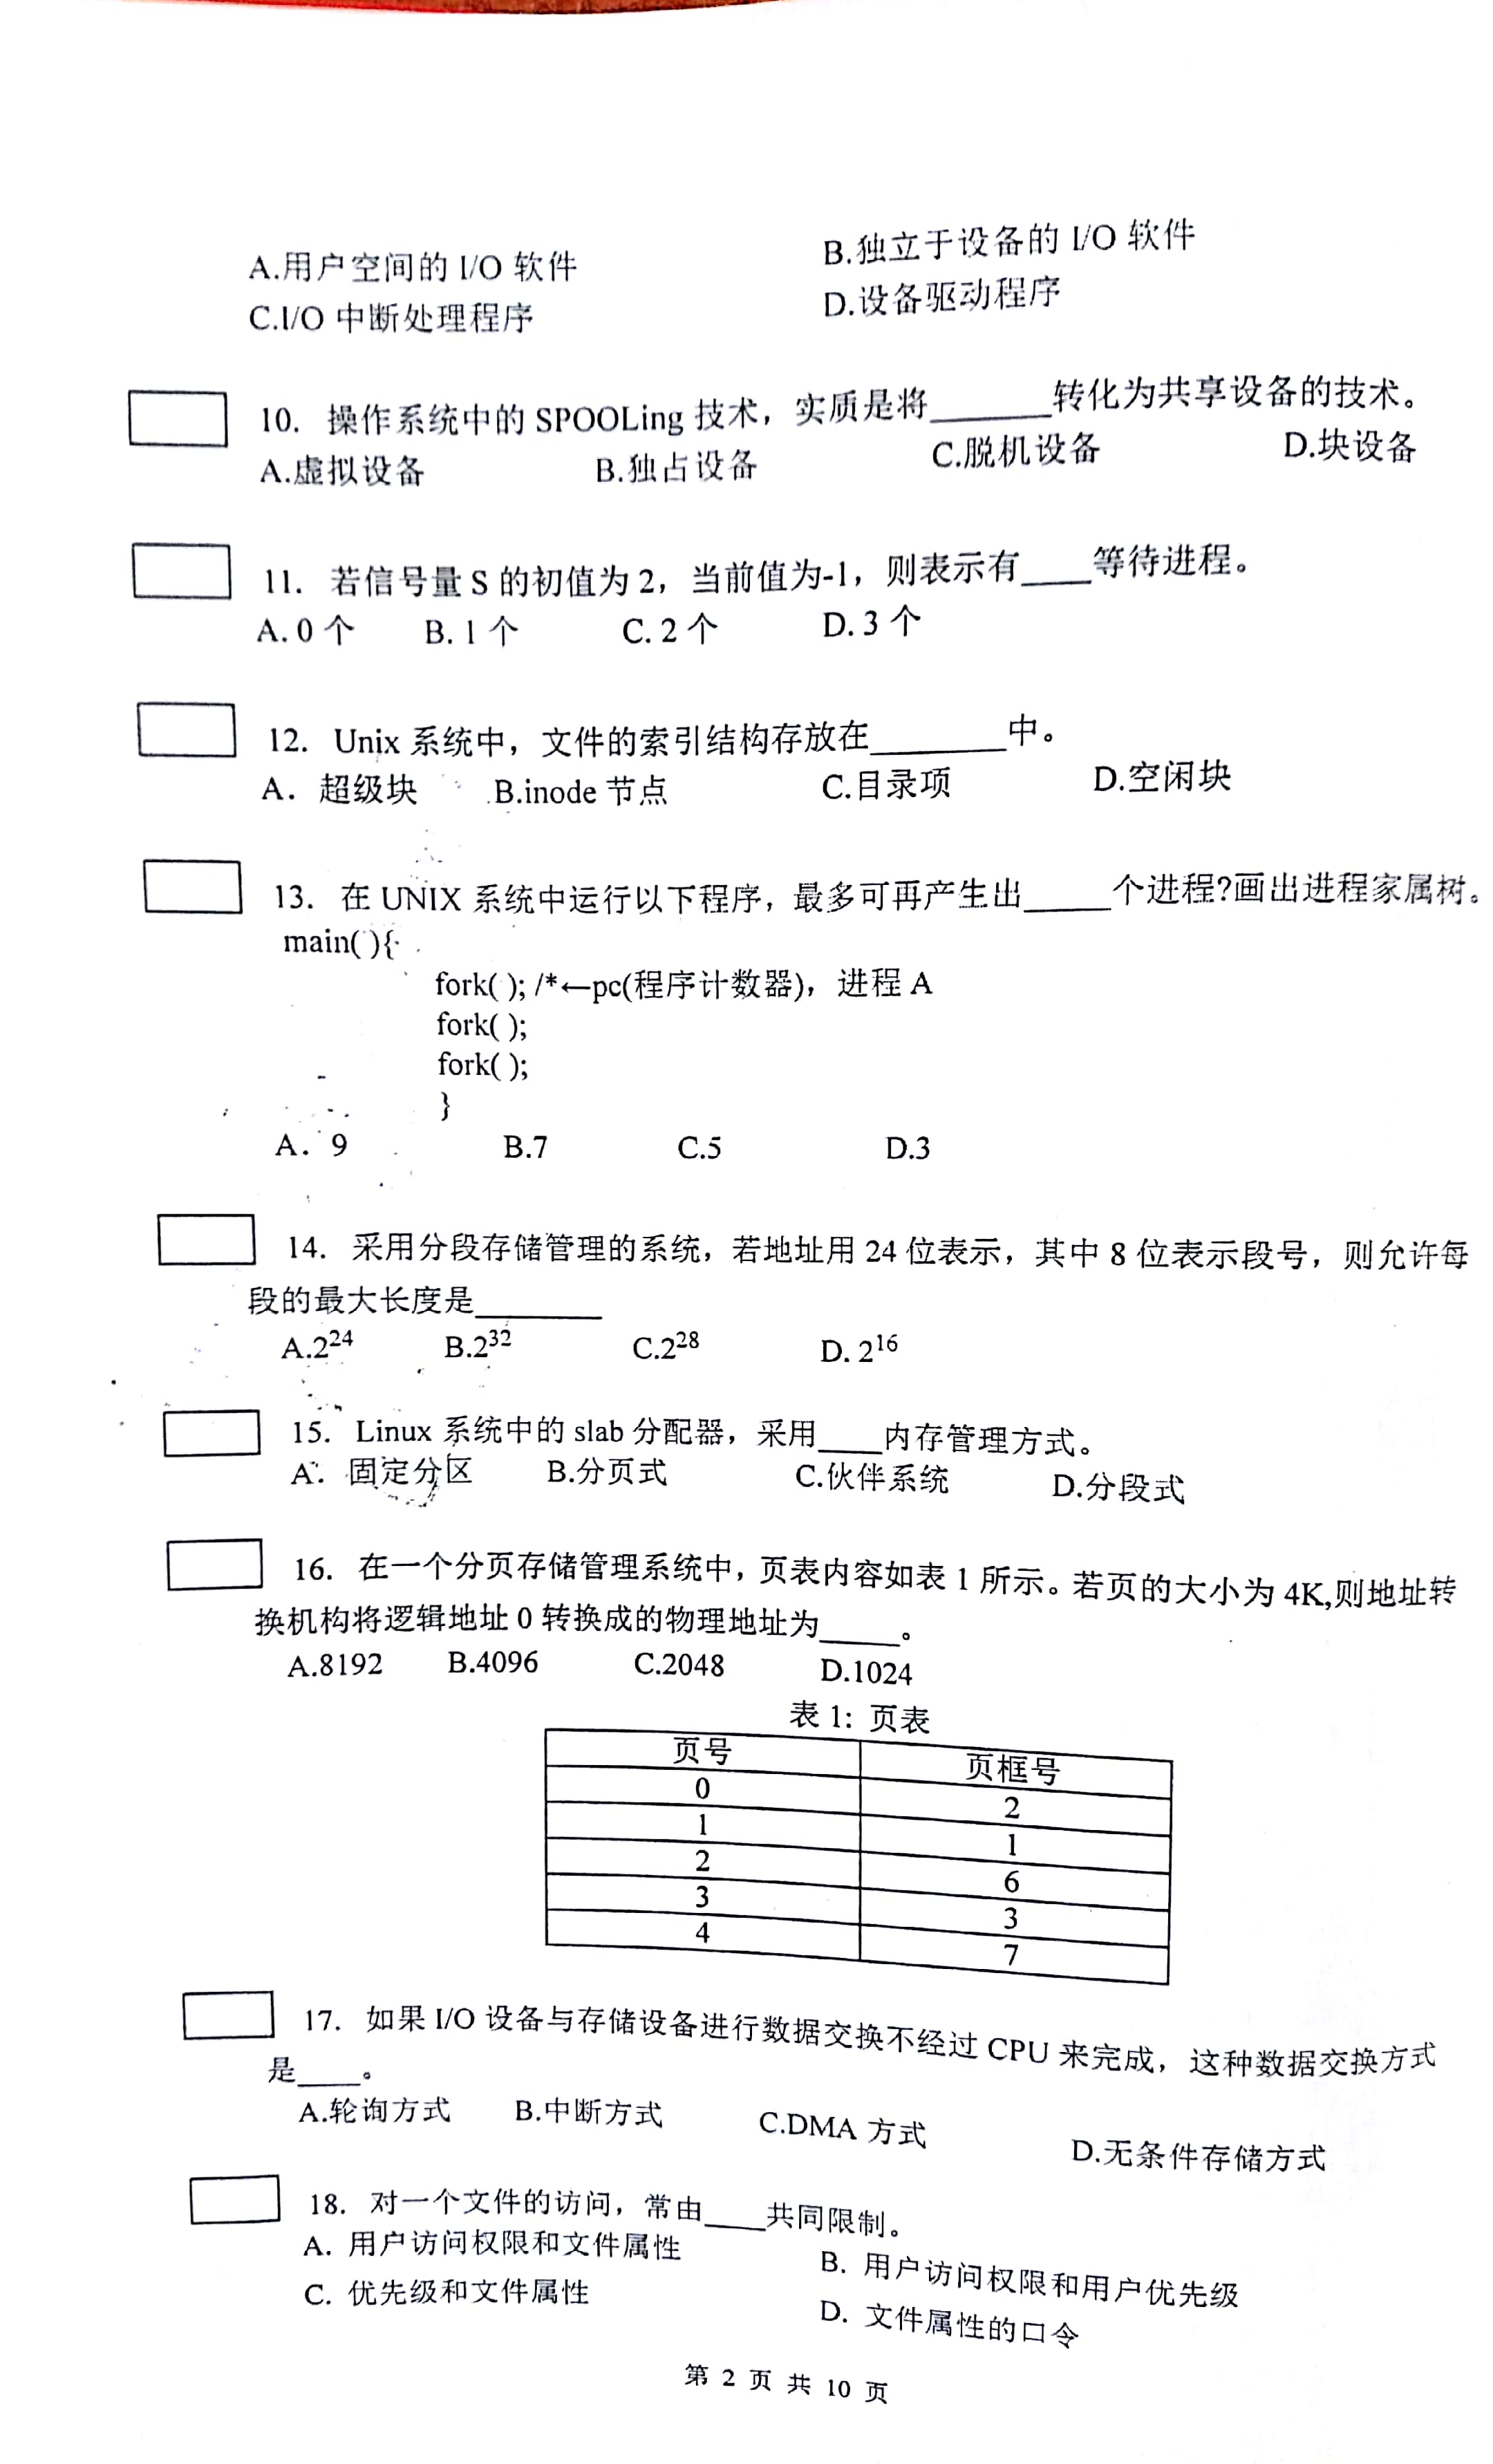 A.用户空间的 I/O 软件 B.独立于设备的 I/O 软件
C.I/O 中断处理程序 D.设备驱动程序
10. 操作系统中的 SPOOLing 技术，实质是将______转化为共享设备的技术。
A.虚拟设备 B.独占设备 C.脱机设备 D.块设备
11. 若信号量 S 的初值为 2，当前值为-1，则表示有____等待进程。
A. 0 个 B. 1 个 C. 2 个 D. 3 个
12. Unix 系统中，文件的索引结构存放在________中。
A．超级块 B.inode 节点 C.目录项 D.空闲块
13. 在 UNIX 系统中运行以下程序，最多可再产生出_____个进程?画出进程家属树。
main( ){
fork( ); /*←pc(程序计数器)，进程 A
fork( );
fork( );
}
A．9 B.7 C.5 D.3
14. 采用分段存储管理的系统，若地址用 24 位表示，其中 8 位表示段号，则允许每
段的最大长度是________
A.2²⁴ B.2³² C.2²⁸ D. 2¹⁶
15. Linux 系统中的 slab 分配器，采用____内存管理方式。
A．固定分区 B.分页式 C.伙伴系统 D.分段式
16. 在一个分页存储管理系统中，页表内容如表 1 所示。若页的大小为 4K,则地址转
换机构将逻辑地址 0 转换成的物理地址为_____。
A.8192 B.4096 C.2048 D.1024
表 1: 页表
页号 页框号
0 2
1 1
2 6
3 3
4 7
17. 如果 I/O 设备与存储设备进行数据交换不经过 CPU 来完成，这种数据交换方式
是____。
A.轮询方式 B.中断方式 C.DMA 方式 D.无条件存储方式
18. 对一个文件的访问，常由____共同限制。
A. 用户访问权限和文件属性 B. 用户访问权限和用户优先级
C. 优先级和文件属性 D. 文件属性的口令
第 2 页 共 10 页